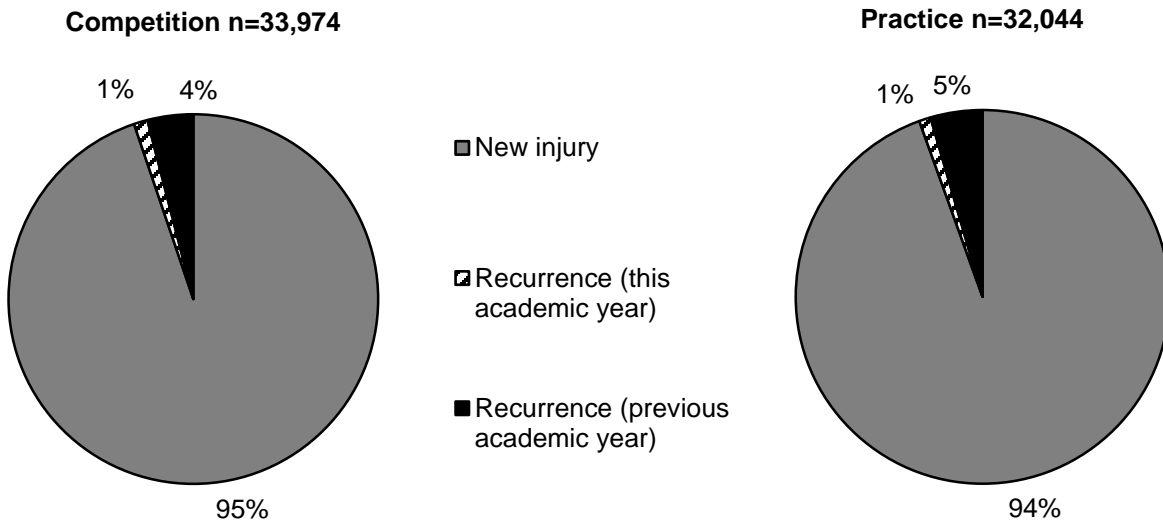 Competition n=33,974
Practice n=32,044
1%
4%
1%
5%
New injury
Recurrence (this
academic year)
Recurrence (previous
academic year)
95%
94%